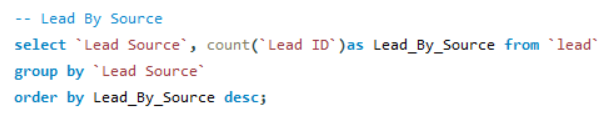 -- Lead By Source
select `Lead Source`, count(`Lead ID`)as Lead_By_Source from `lead`
group by `Lead Source`
order by Lead_By_Source desc;